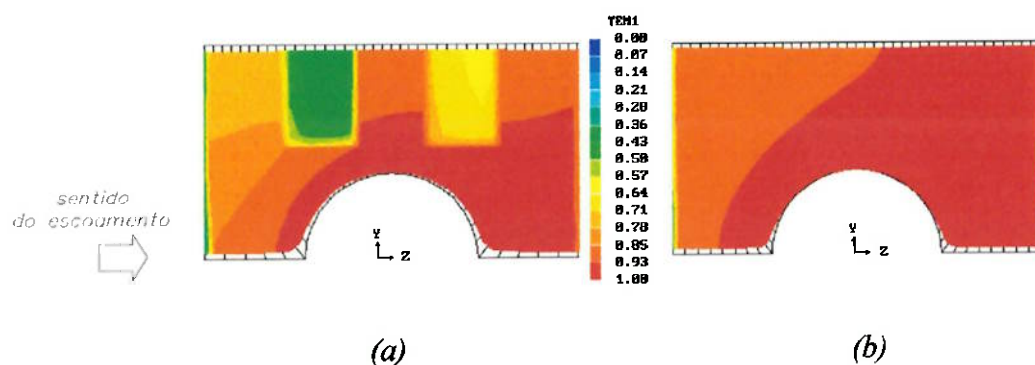 TEM1
0.00
0.07
0.14
0.21
0.28
0.36
0.43
0.50
0.57
0.64
0.71
0.78
0.85
0.93
1.00
sentido
do escoamento
Y
Z
Y
Z
(a)
(b)